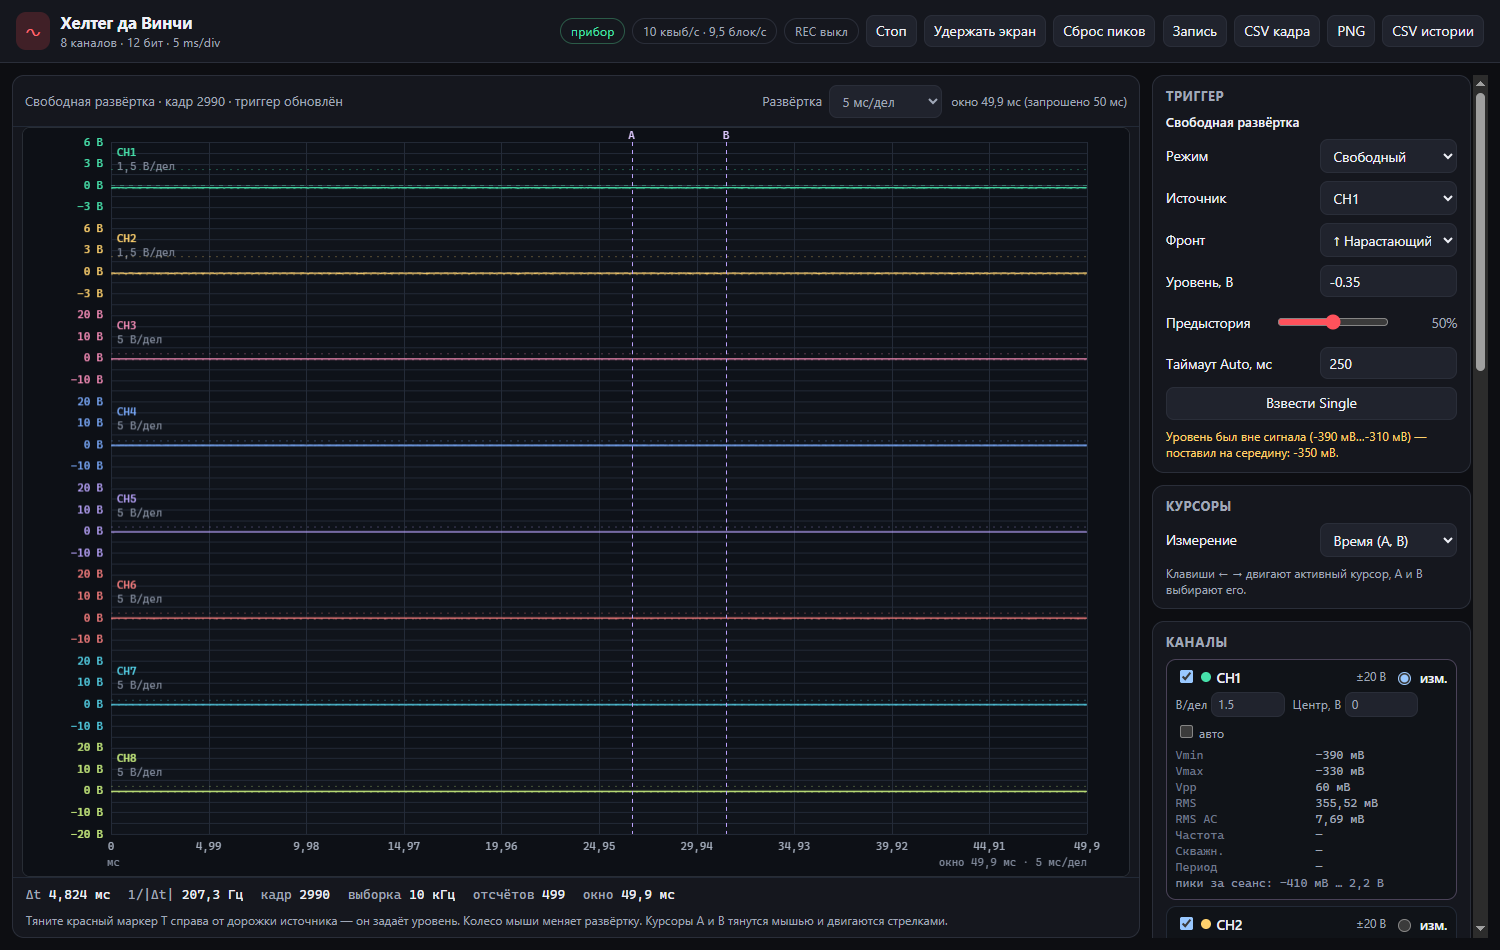 Хелтег да Винчи
8 каналов · 12 бит · 5 ms/div
прибор
10 квыб/с · 9,5 блок/с
REC выкл
Стоп
Удержать экран
Сброс пиков
Запись
CSV кадра
PNG
CSV истории
Свободная развёртка · кадр 2990 · триггер обновлён
Развёртка
5 мс/дел
окно 49,9 мс (запрошено 50 мс)
A
B
6 В
3 В
0 В
−3 В
CH1
1,5 В/дел
6 В
3 В
0 В
−3 В
CH2
1,5 В/дел
20 В
10 В
0 В
−10 В
CH3
5 В/дел
20 В
10 В
0 В
−10 В
CH4
5 В/дел
20 В
10 В
0 В
−10 В
CH5
5 В/дел
20 В
10 В
0 В
−10 В
CH6
5 В/дел
20 В
10 В
0 В
−10 В
CH7
5 В/дел
20 В
10 В
0 В
−10 В
−20 В
CH8
5 В/дел
0
4,99
9,98
14,97
19,96
24,95
29,94
34,93
39,92
44,91
49,9
мс
окно 49,9 мс · 5 мс/дел
Δt 4,824 мс 1/|Δt| 207,3 Гц кадр 2990 выборка 10 кГц отсчётов 499 окно 49,9 мс
Тяните красный маркер T справа от дорожки источника — он задаёт уровень. Колесо мыши меняет развёртку. Курсоры A и B тянутся мышью и двигаются стрелками.
ТРИГГЕР
Свободная развёртка
Режим
Свободный
Источник
CH1
Фронт
↑ Нарастающий
Уровень, В
-0.35
Предыстория
50%
Таймаут Auto, мс
250
Взвести Single
Уровень был вне сигнала (-390 мВ…-310 мВ) —
поставил на середину: -350 мВ.
КУРСОРЫ
Измерение
Время (A, B)
Клавиши ← → двигают активный курсор, A и B
выбирают его.
КАНАЛЫ
CH1
±20 В
изм.
В/дел
1.5
Центр, В
0
авто
Vmin −390 мВ
Vmax −330 мВ
Vpp 60 мВ
RMS 355,52 мВ
RMS AC 7,69 мВ
Частота —
Скважн. —
Период —
пики за сеанс: −410 мВ … 2,2 В
CH2
±20 В
изм.